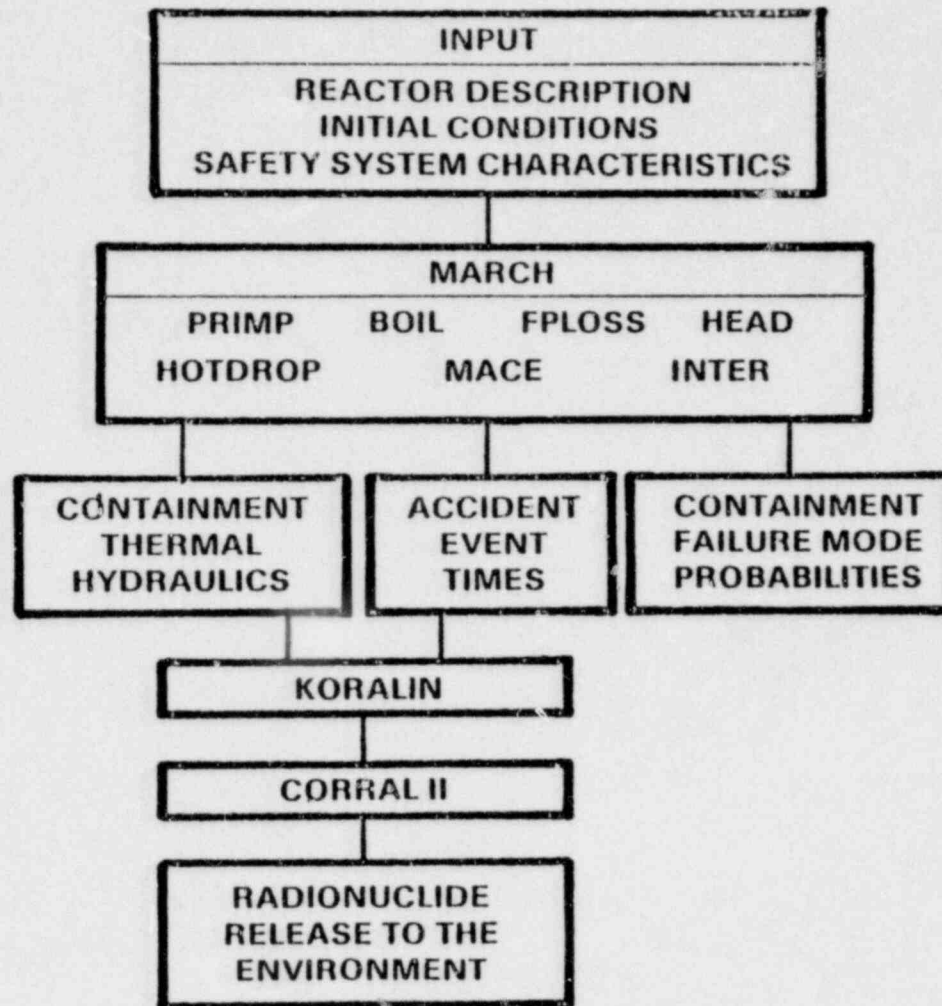 INPUT
REACTOR DESCRIPTION
INITIAL CONDITIONS
SAFETY SYSTEM CHARACTERISTICS
MARCH
PRIMP BOIL FPLOSS HEAD
HOTDROP MACE INTER
CONTAINMENT
THERMAL
HYDRAULICS
ACCIDENT
EVENT
TIMES
CONTAINMENT
FAILURE MODE
PROBABILITIES
KORALIN
CORRAL II
RADIONUCLIDE
RELEASE TO THE
ENVIRONMENT